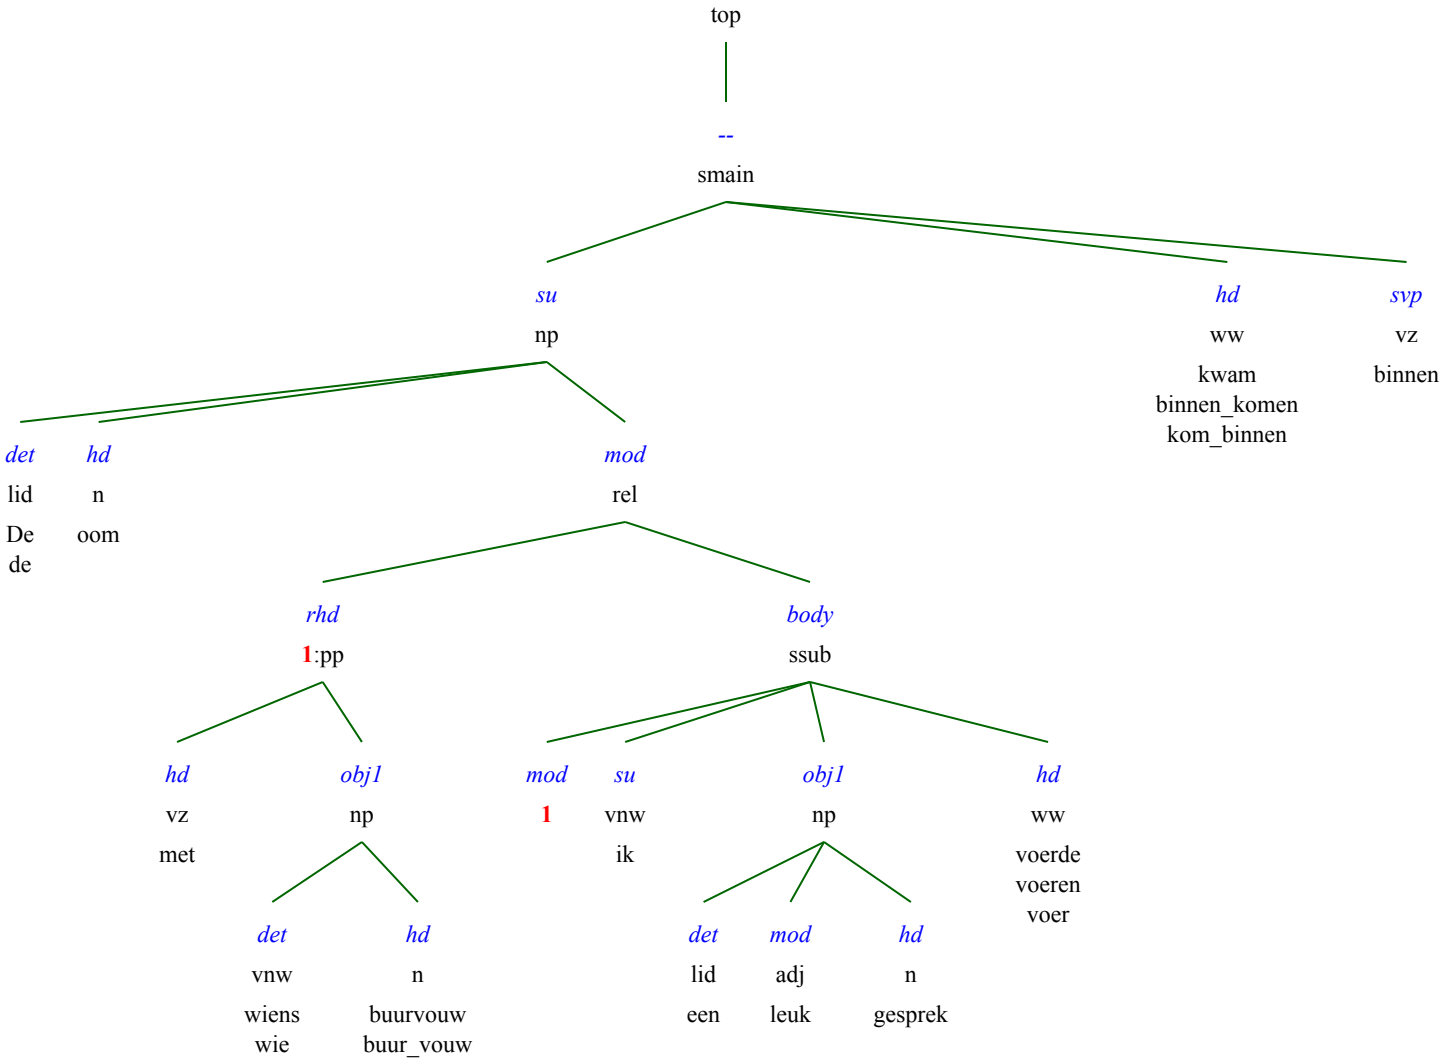 top
--
smain
su hd svp
np ww vz
kwam binnen
binnen_komen
kom_binnen
det hd mod
lid n rel
De oom
de
rhd body
1:pp ssub
hd obj1 mod su obj1 hd
vz np 1 vnw np ww
met ik voerde
voeren
voer
det hd det mod hd
vnw n lid adj n
wiens buurvouw een leuk gesprek
wie buur_vouw